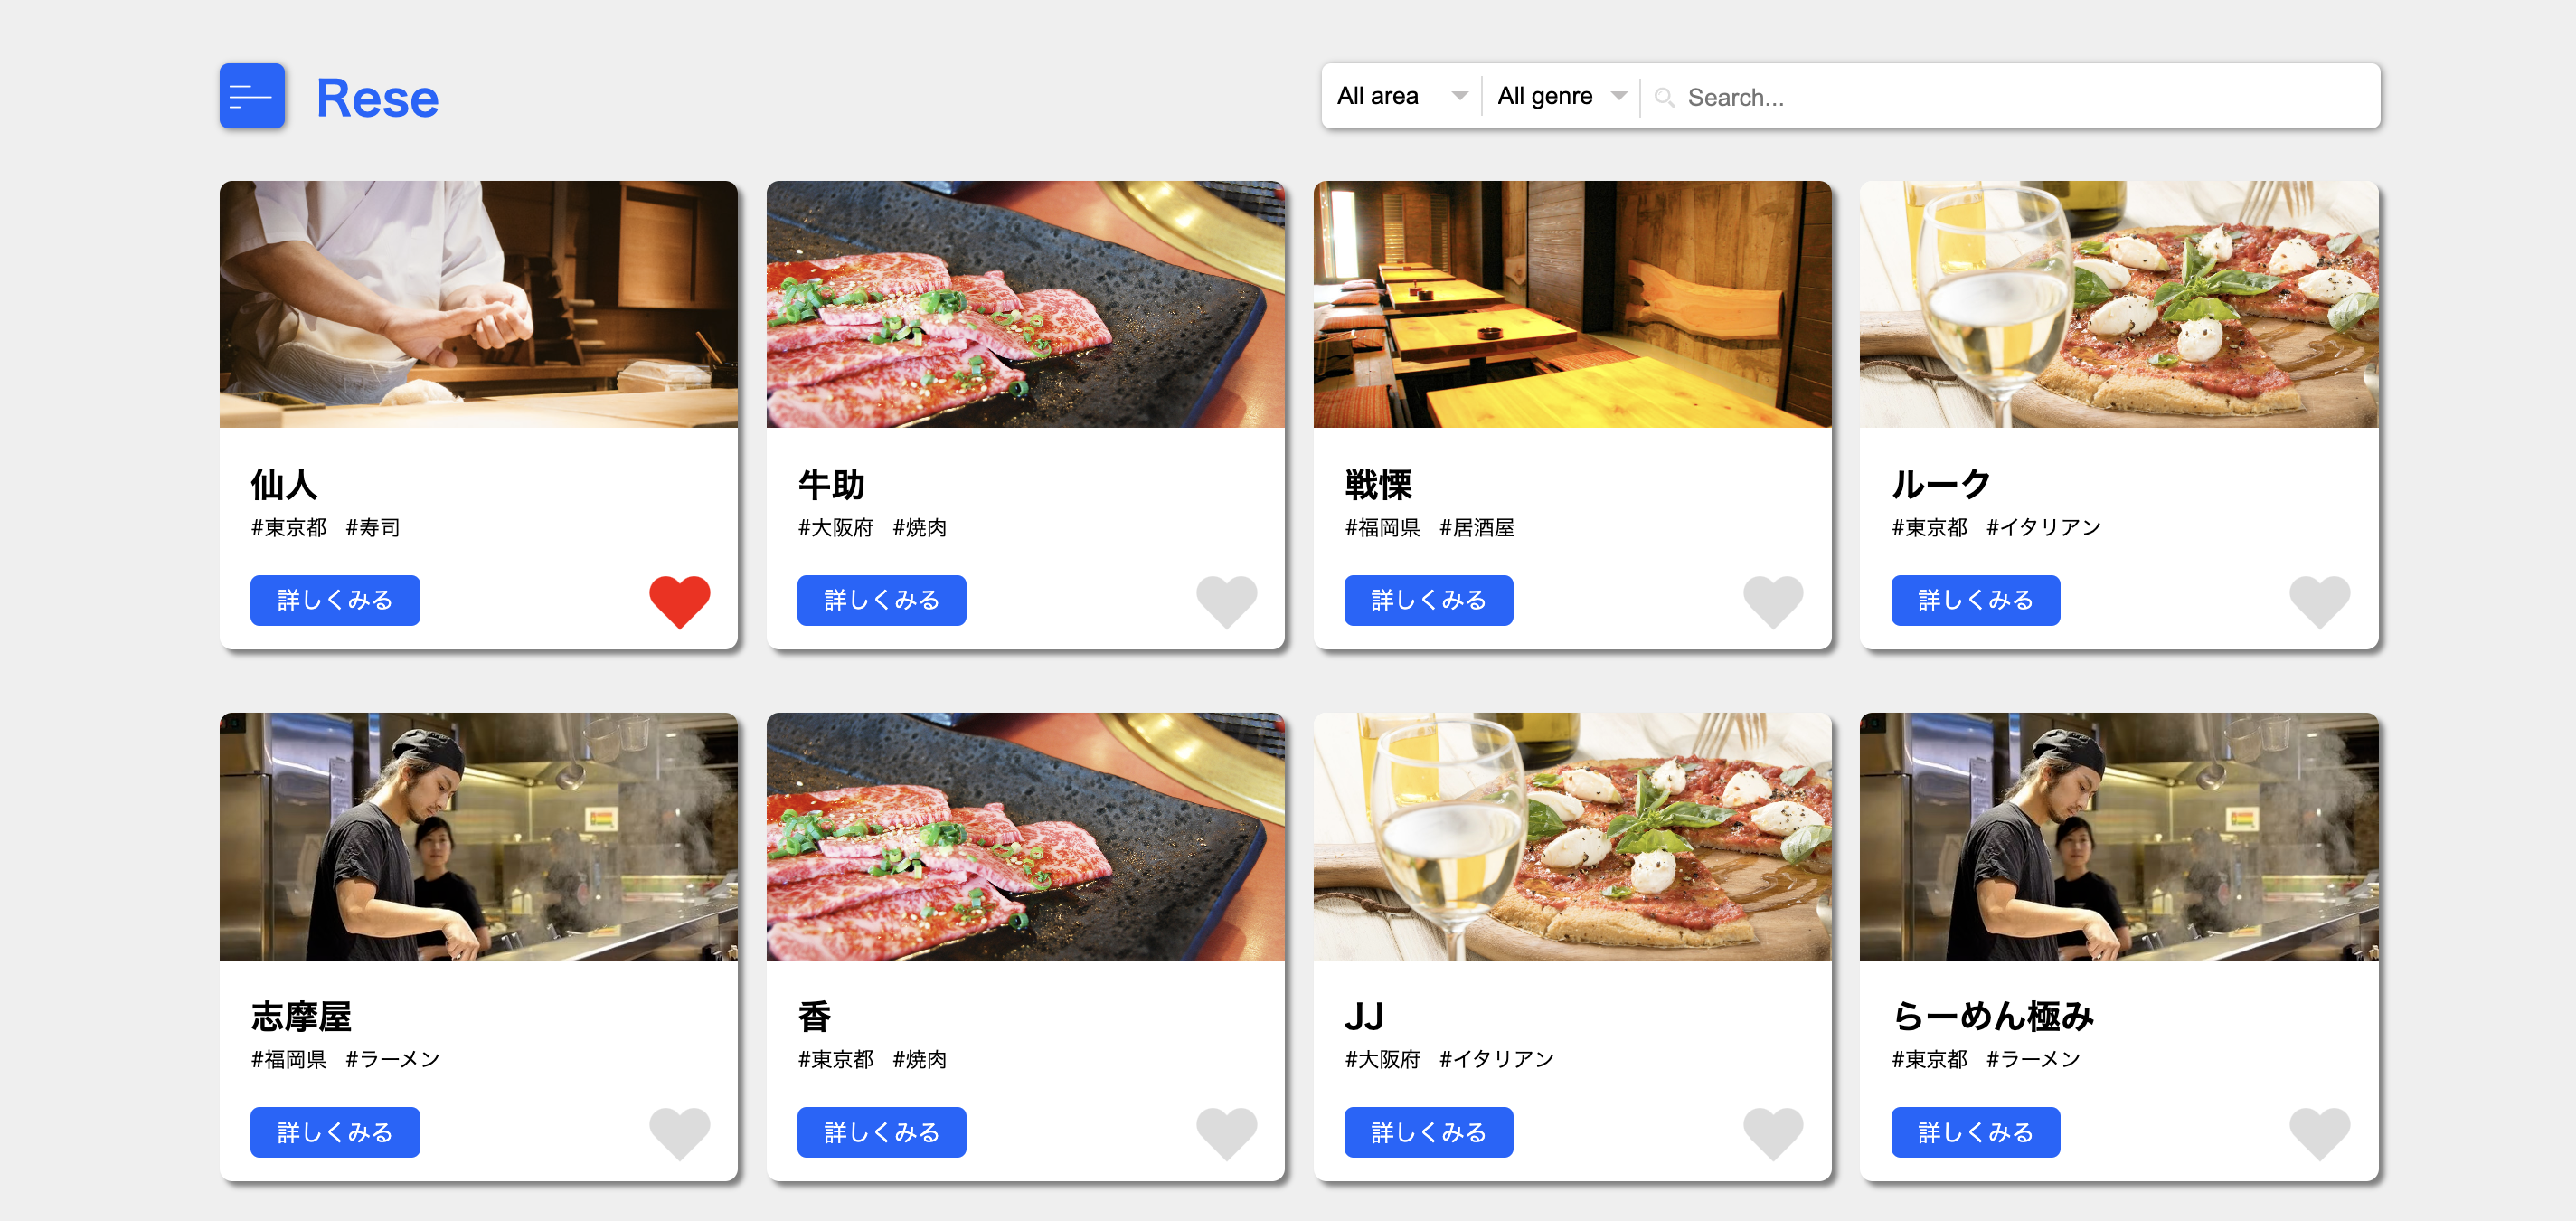 Rese
All area
All genre
Search...
仙人
#東京都 #寿司
詳しくみる
牛助
#大阪府 #焼肉
詳しくみる
戦慄
#福岡県 #居酒屋
詳しくみる
ルーク
#東京都 #イタリアン
詳しくみる
志摩屋
#福岡県 #ラーメン
詳しくみる
香
#東京都 #焼肉
詳しくみる
JJ
#大阪府 #イタリアン
詳しくみる
らーめん極み
#東京都 #ラーメン
詳しくみる